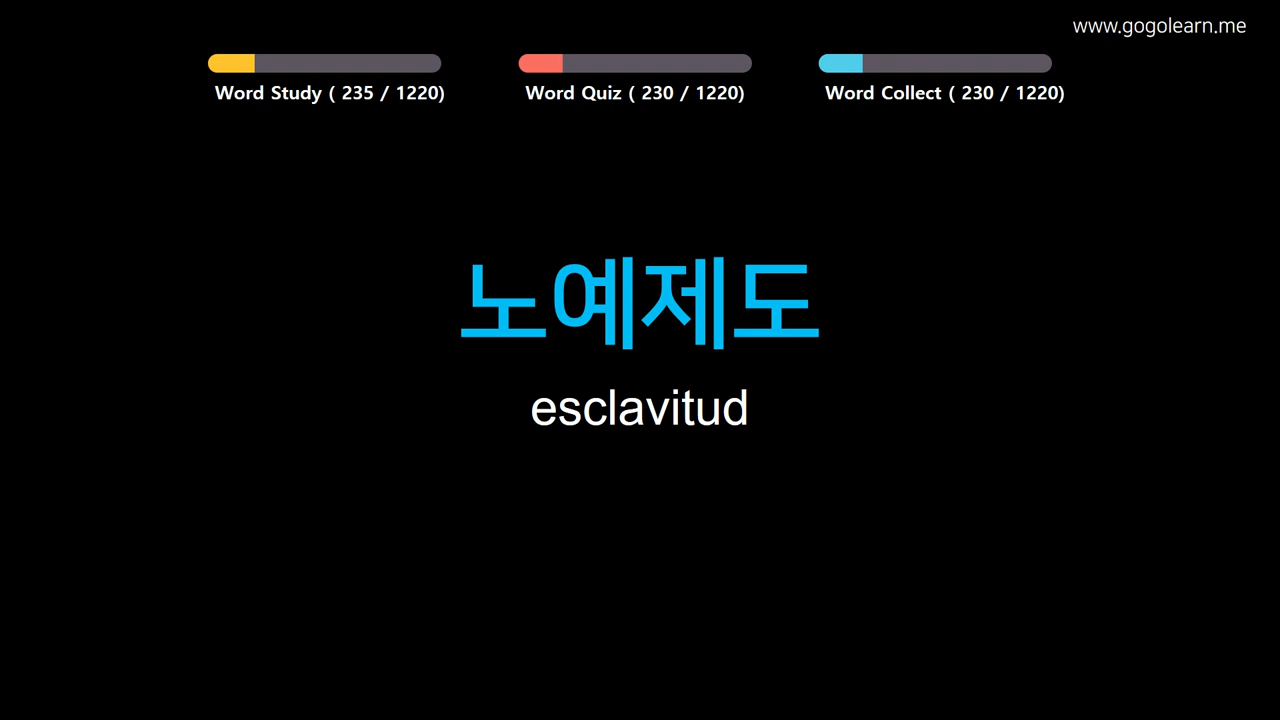 www.gogolearn.me
Word Study ( 235 / 1220)
Word Quiz ( 230 / 1220)
Word Collect ( 230 / 1220)
노예제도
esclavitud